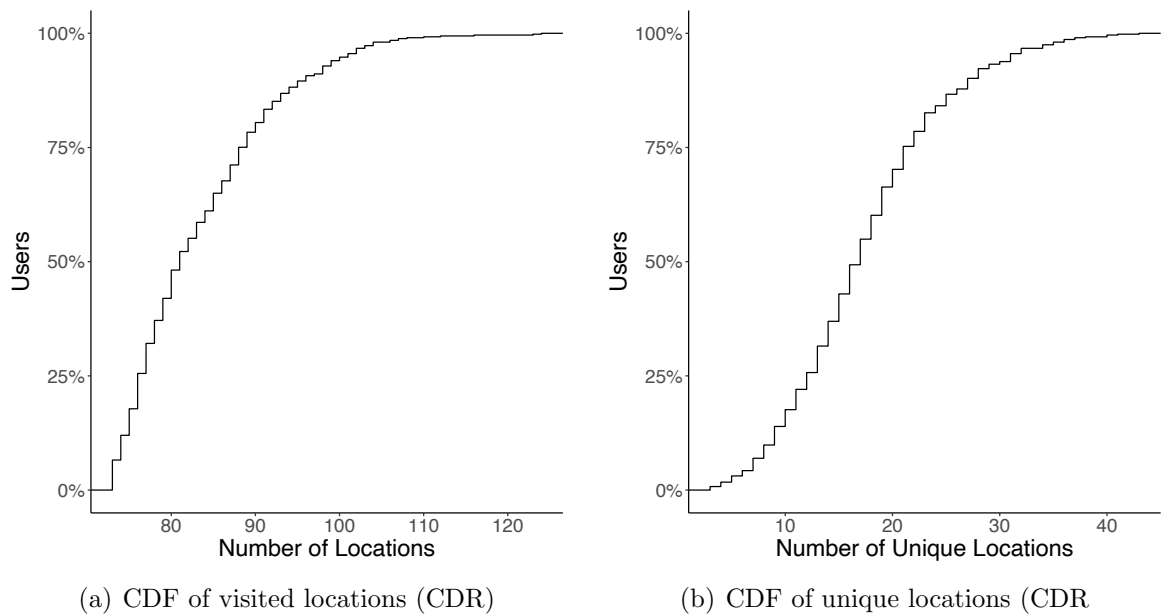 100%
75%
50%
25%
0%
Users
80 90 100 110 120
Number of Locations
(a) CDF of visited locations (CDR)
100%
75%
50%
25%
0%
Users
10 20 30 40
Number of Unique Locations
(b) CDF of unique locations (CDR